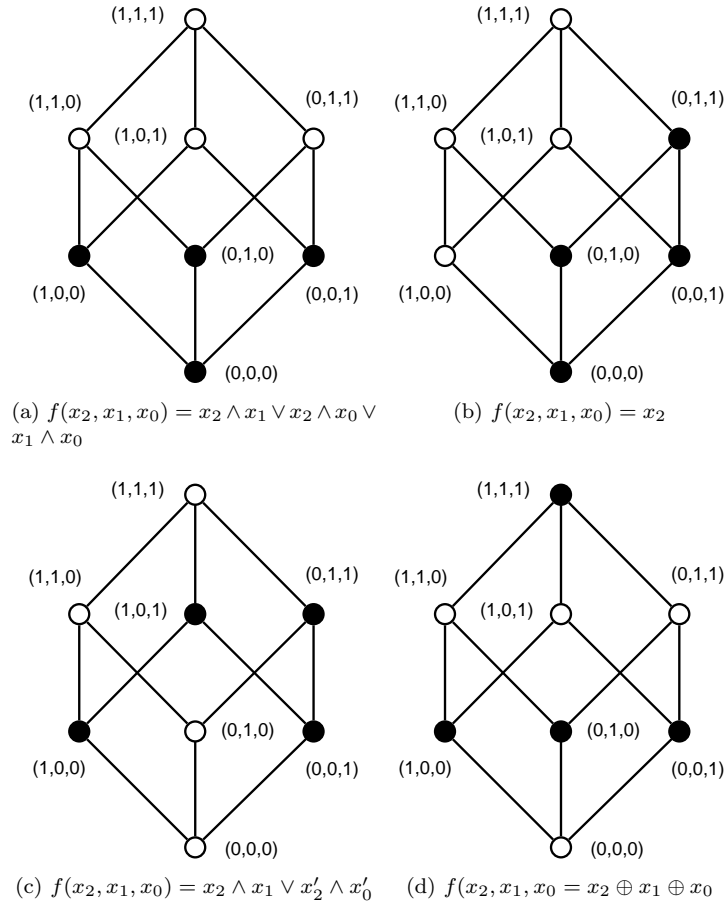 (1,1,1) (1,1,1)
(1,1,0) (0,1,1) (1,1,0) (0,1,1)
(1,0,1) (1,0,1)
(0,1,0) (0,1,0)
(1,0,0) (0,0,1) (1,0,0) (0,0,1)
(0,0,0) (0,0,0)
(a) f(x₂, x₁, x₀) = x₂ ∧ x₁ ∨ x₂ ∧ x₀ ∨
x₁ ∧ x₀
(b) f(x₂, x₁, x₀) = x₂
(1,1,1) (1,1,1)
(1,1,0) (0,1,1) (1,1,0) (0,1,1)
(1,0,1) (1,0,1)
(0,1,0) (0,1,0)
(1,0,0) (0,0,1) (1,0,0) (0,0,1)
(0,0,0) (0,0,0)
(c) f(x₂, x₁, x₀) = x₂ ∧ x₁ ∨ x₂′ ∧ x₀′
(d) f(x₂, x₁, x₀ = x₂ ⊕ x₁ ⊕ x₀